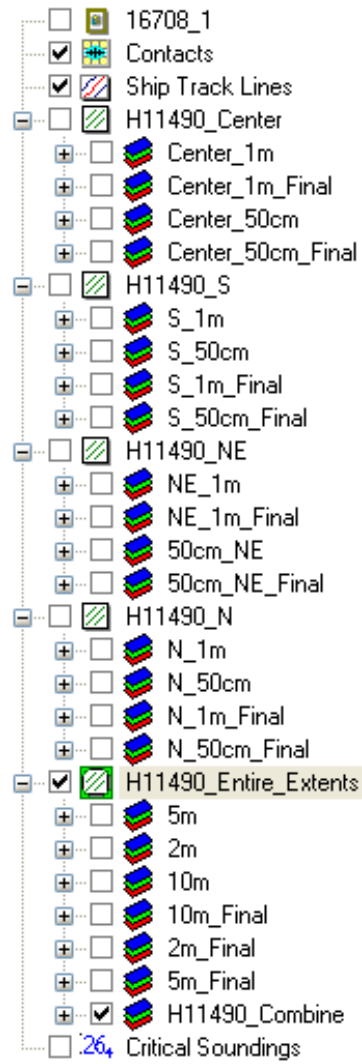 16708_1
Contacts
Ship Track Lines
H11490_Center
Center_1m
Center_1m_Final
Center_50cm
Center_50cm_Final
H11490_S
S_1m
S_50cm
S_1m_Final
S_50cm_Final
H11490_NE
NE_1m
NE_1m_Final
50cm_NE
50cm_NE_Final
H11490_N
N_1m
N_50cm
N_1m_Final
N_50cm_Final
H11490_Entire_Extents
5m
2m
10m
10m_Final
2m_Final
5m_Final
H11490_Combine
26₄ Critical Soundings